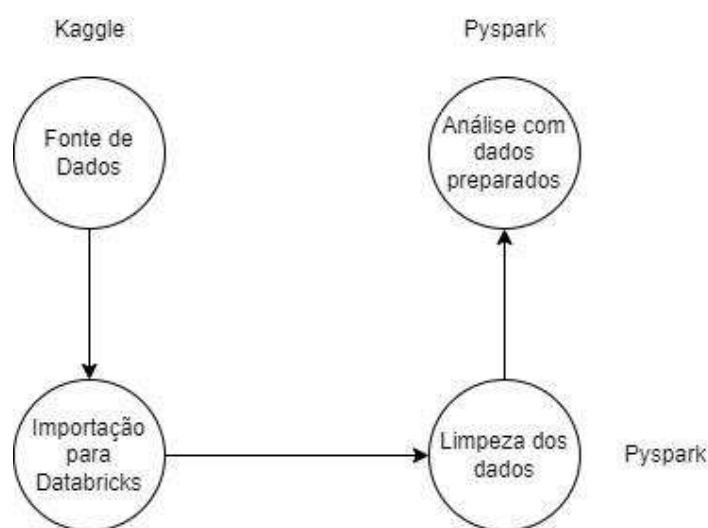 Kaggle
Pyspark
Fonte de
Dados
Análise com
dados
preparados
Importação
para
Databricks
Limpeza dos
dados
Pyspark